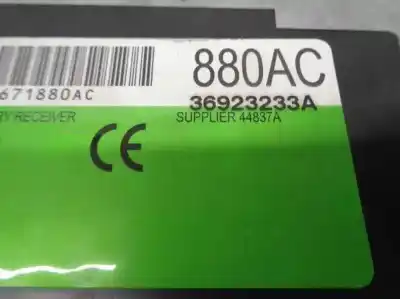 880AC
671880AC
36923233A
RECEIVER
SUPPLIER 44837A
CE